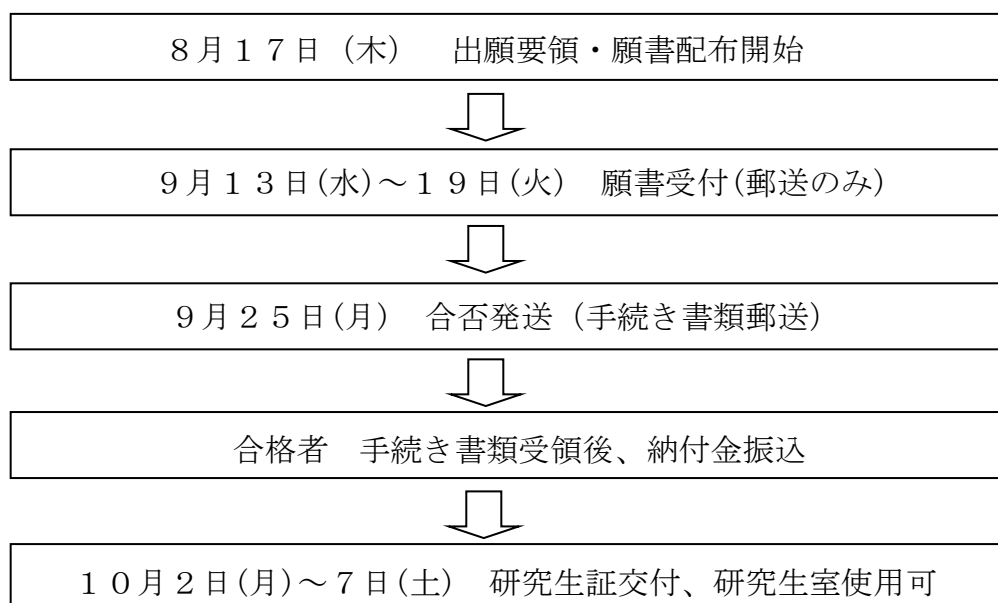 ８月１７日（木）　出願要領・願書配布開始
９月１３日(水)～１９日(火)　願書受付(郵送のみ)
９月２５日(月)　合否発送（手続き書類郵送）
合格者　手続き書類受領後、納付金振込
１０月２日(月)～７日(土)　研究生証交付、研究生室使用可